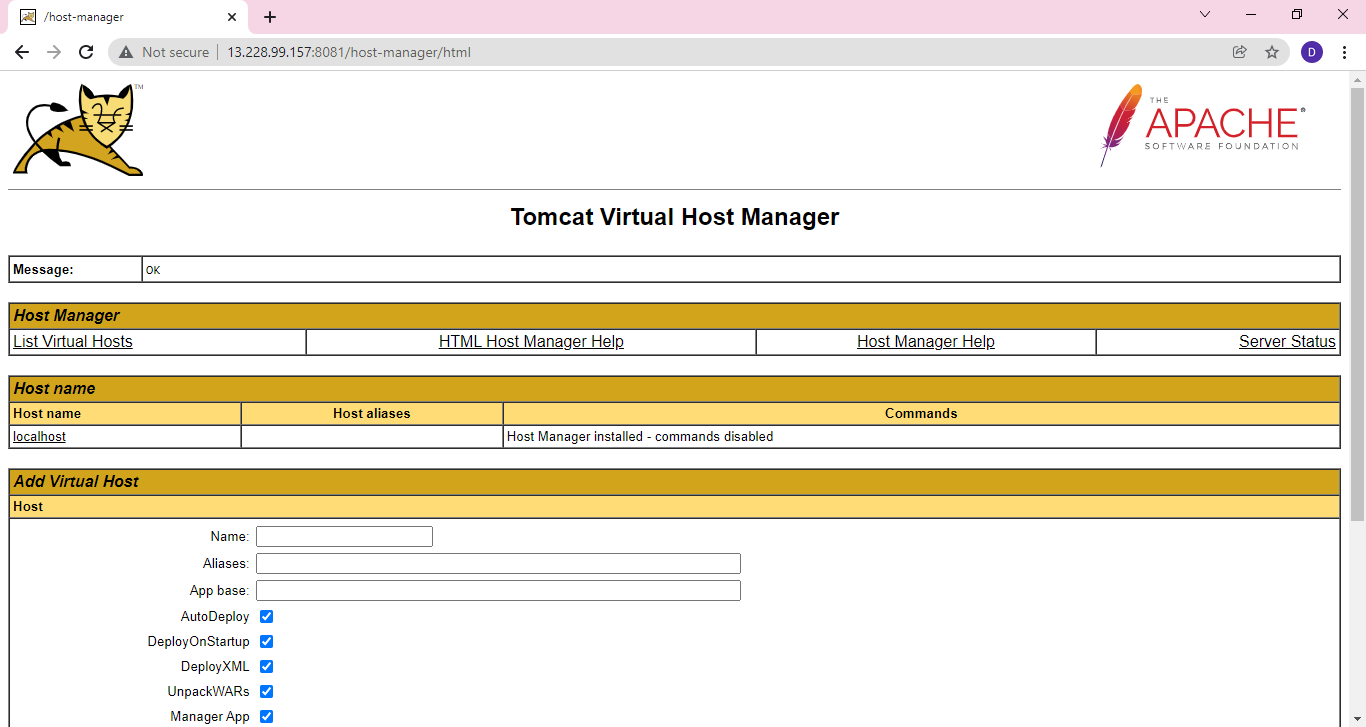 /host-manager
Not secure 13.228.99.157:8081/host-manager/html
D
TM
THE
APACHE®
SOFTWARE FOUNDATION
Tomcat Virtual Host Manager
Message: OK
Host Manager
List Virtual Hosts HTML Host Manager Help Host Manager Help Server Status
Host name
Host name Host aliases Commands
localhost Host Manager installed - commands disabled
Add Virtual Host
Host
Name:
Aliases:
App base:
AutoDeploy
DeployOnStartup
DeployXML
UnpackWARs
Manager App